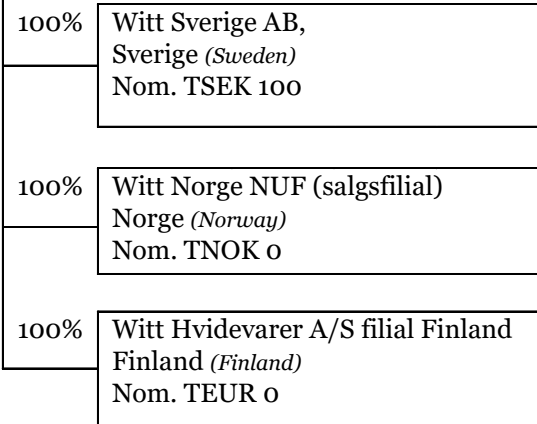 100%
Witt Sverige AB,
Sverige (Sweden)
Nom. TSEK 100
100%
Witt Norge NUF (salgsfilial)
Norge (Norway)
Nom. TNOK 0
100%
Witt Hvidevarer A/S filial Finland
Finland (Finland)
Nom. TEUR 0